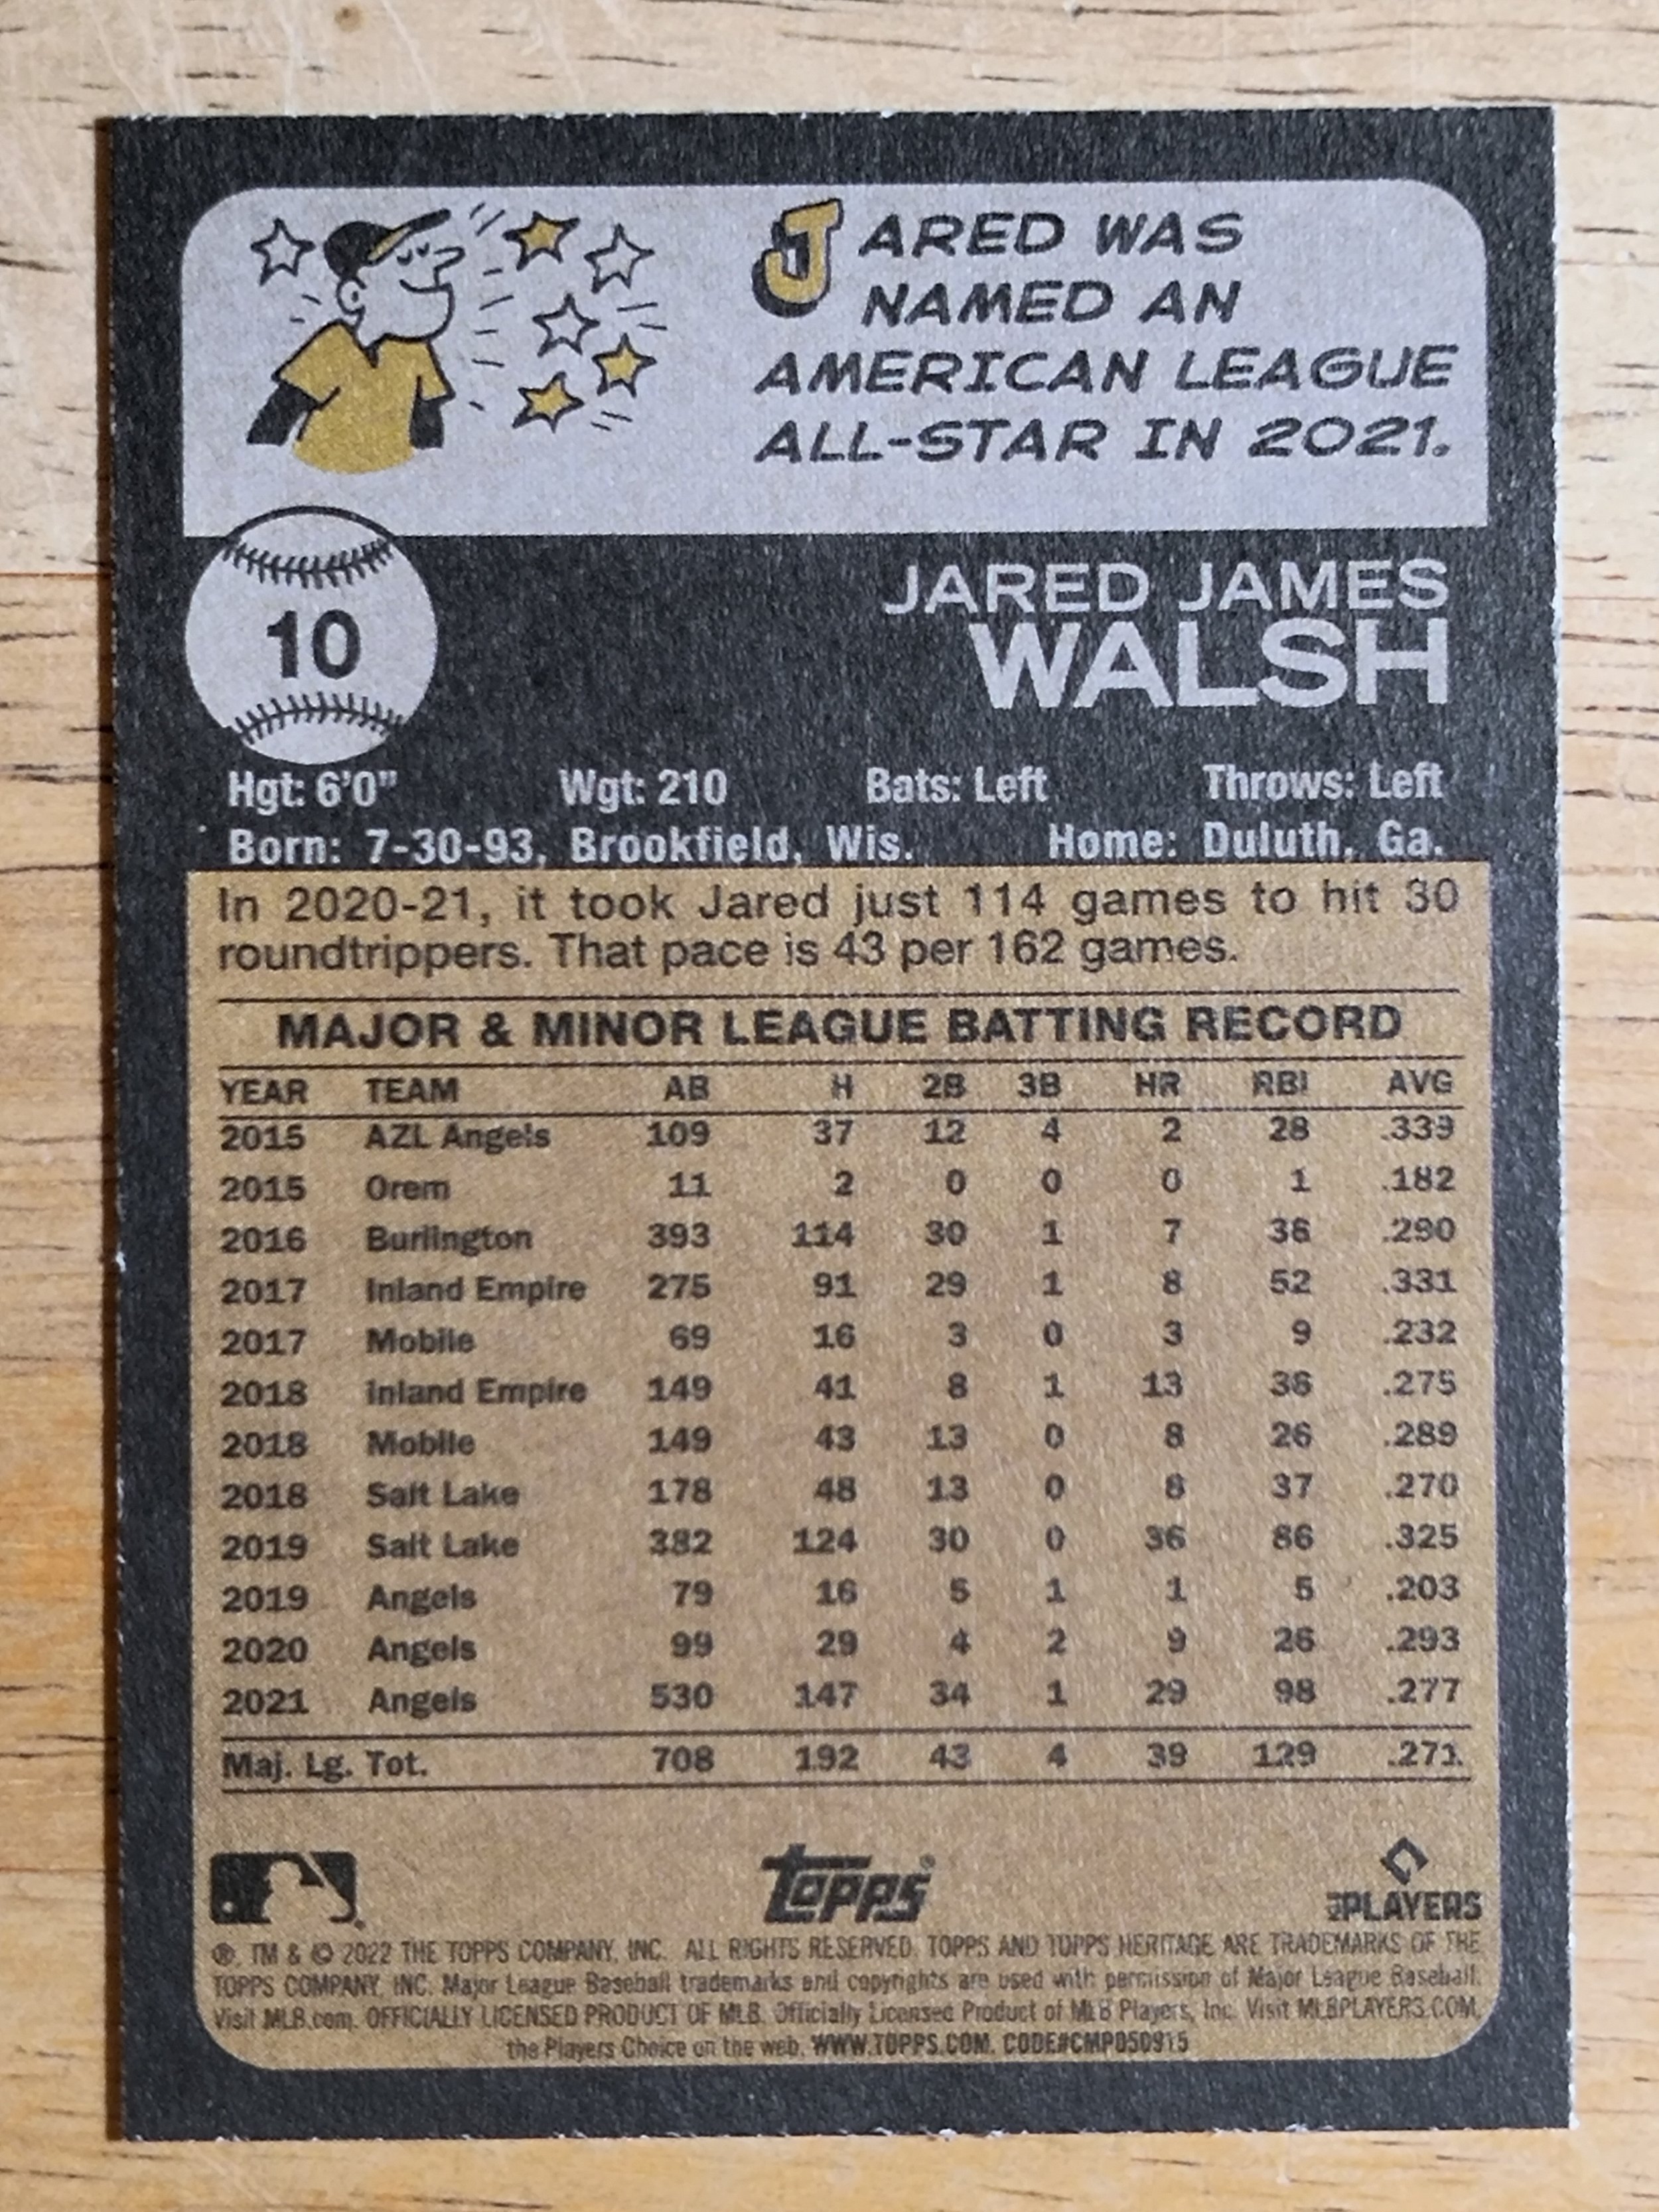 JARED WAS
NAMED AN
AMERICAN LEAGUE
ALL-STAR IN 2021.
10
JARED JAMES
WALSH
Hgt: 6'0" Wgt: 210 Bats: Left Throws: Left
Born: 7-30-93, Brookfield, Wis. Home: Duluth, Ga.
In 2020-21, it took Jared just 114 games to hit 30
roundtrippers. That pace is 43 per 162 games.
MAJOR & MINOR LEAGUE BATTING RECORD
YEAR TEAM AB H 2B 3B HR RBI AVG
2015 AZL Angels 109 37 12 4 2 28 .339
2015 Orem 11 2 0 0 0 1 .182
2016 Burlington 393 114 30 1 7 36 .290
2017 Inland Empire 275 91 29 1 8 52 .331
2017 Mobile 69 16 3 0 3 9 .232
2018 Inland Empire 149 41 8 1 13 36 .275
2018 Mobile 149 43 13 0 8 26 .289
2018 Salt Lake 178 48 13 0 8 37 .270
2019 Salt Lake 382 124 30 0 36 86 .325
2019 Angels 79 16 5 1 1 5 .203
2020 Angels 99 29 4 2 9 26 .293
2021 Angels 530 147 34 1 29 98 .277
Maj. Lg. Tot. 708 192 43 4 39 129 .271
topps®
PLAYERS
®, TM & © 2022 THE TOPPS COMPANY, INC. ALL RIGHTS RESERVED. TOPPS AND TOPPS HERITAGE ARE TRADEMARKS OF THE
TOPPS COMPANY, INC. Major League Baseball trademarks and copyrights are used with permission of Major League Baseball.
Visit MLB.com. OFFICIALLY LICENSED PRODUCT OF MLB. Officially Licensed Product of MLB Players, Inc. Visit MLBPLAYERS.COM,
the Players Choice on the web. WWW.TOPPS.COM. CODE#CMP050915